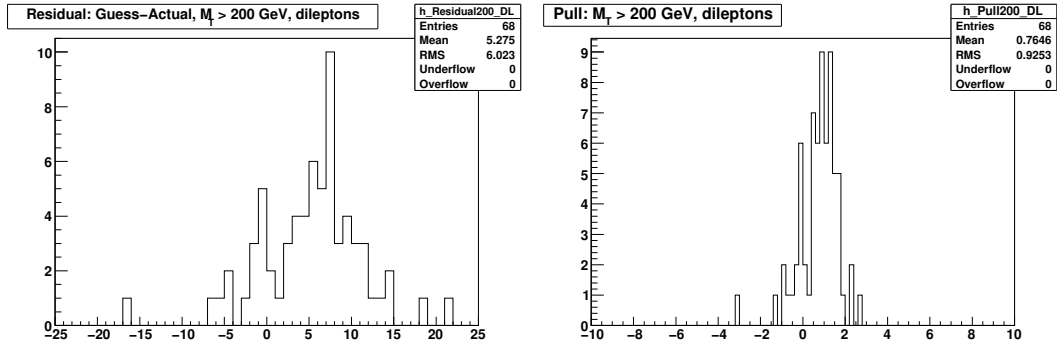 Residual: Guess−Actual, M_T > 200 GeV, dileptons
h_Residual200_DL
Entries 68
Mean 5.275
RMS 6.023
Underflow 0
Overflow 0
10
8
6
4
2
0
−25 −20 −15 −10 −5 0 5 10 15 20 25
Pull: M_T > 200 GeV, dileptons
h_Pull200_DL
Entries 68
Mean 0.7646
RMS 0.9253
Underflow 0
Overflow 0
9
8
7
6
5
4
3
2
1
0
−10 −8 −6 −4 −2 0 2 4 6 8 10